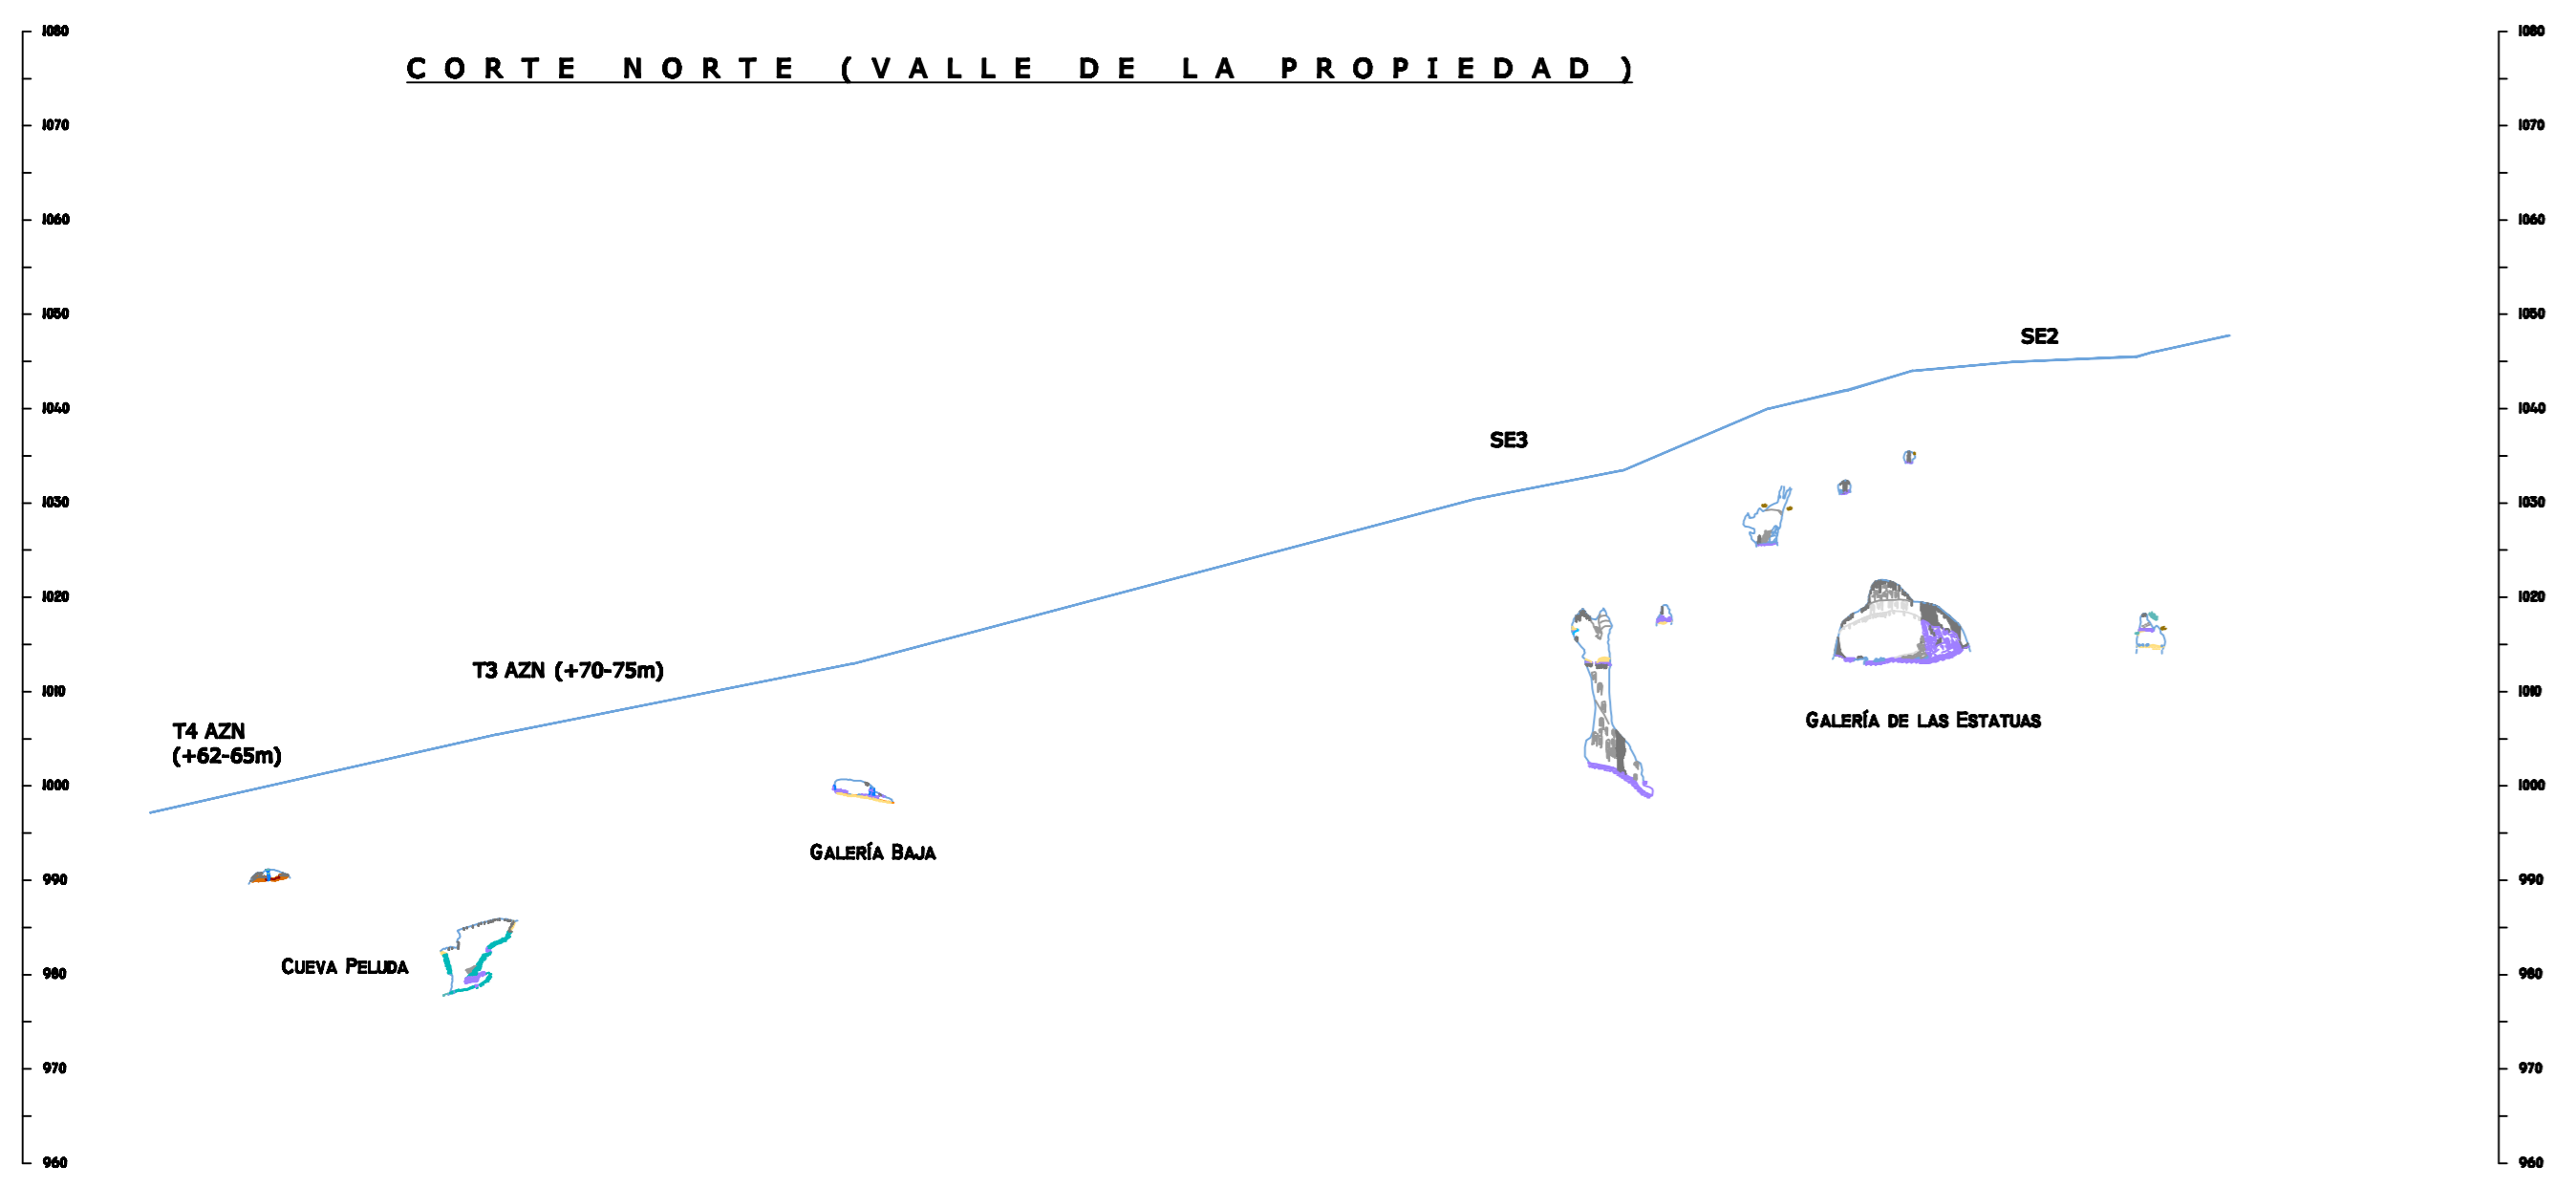 CORTE NORTE (VALLE DE LA PROPIEDAD)
1080 1080
1070 1070
1060 1060
1050 1050
SE2
1040 1040
SE3
1030 1030
1020 1020
T3 AZN (+70-75m)
1010 1010
GALERÍA DE LAS ESTATUAS
T4 AZN
(+62-65m)
1000 1000
GALERÍA BAJA
990 990
CUEVA PELUDA
980 980
970 970
960 960